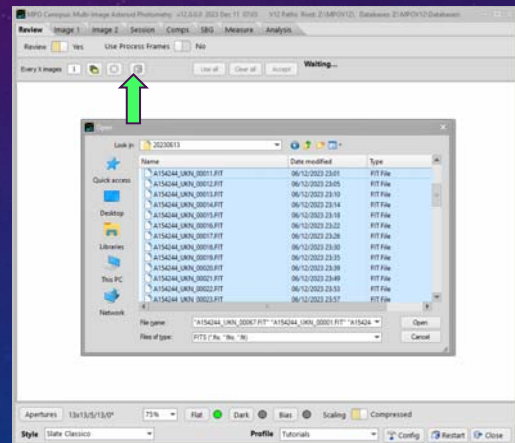 MPO Canopus: Multi-image Asteroid Photometry v12.0.0.0 2023 Dec 11 07:03 V12 Paths Root: Z:\MPOV12\ Databases: Z:\MPOV12\Databases\
Review Image 1 Image 2 Session Comps SBG Measure Analysis
Review Yes Use Process Frames No
Every X images 1 Use all Clear all Accept Waiting...
Open
Look in: 20230613
Name Date modified Type
Quick access
Desktop
Libraries
This PC
Network
A154244_UKN_00011.FIT 06/12/2023 23:01 FIT File
A154244_UKN_00012.FIT 06/12/2023 23:05 FIT File
A154244_UKN_00013.FIT 06/12/2023 23:10 FIT File
A154244_UKN_00014.FIT 06/12/2023 23:14 FIT File
A154244_UKN_00015.FIT 06/12/2023 23:18 FIT File
A154244_UKN_00016.FIT 06/12/2023 23:22 FIT File
A154244_UKN_00017.FIT 06/12/2023 23:26 FIT File
A154244_UKN_00018.FIT 06/12/2023 23:30 FIT File
A154244_UKN_00019.FIT 06/12/2023 23:35 FIT File
A154244_UKN_00020.FIT 06/12/2023 23:39 FIT File
A154244_UKN_00021.FIT 06/12/2023 23:49 FIT File
A154244_UKN_00022.FIT 06/12/2023 23:53 FIT File
A154244_UKN_00023.FIT 06/12/2023 23:57 FIT File
File name: "A154244_UKN_00067.FIT" "A154244_UKN_00001.FIT" "A15424 Open
Files of type: Cancel
Apertures 13x13/5/13/0° 75% Flat Dark Bias Scaling Compressed
Style Slate Classico Profile Tutorials Config Restart Close